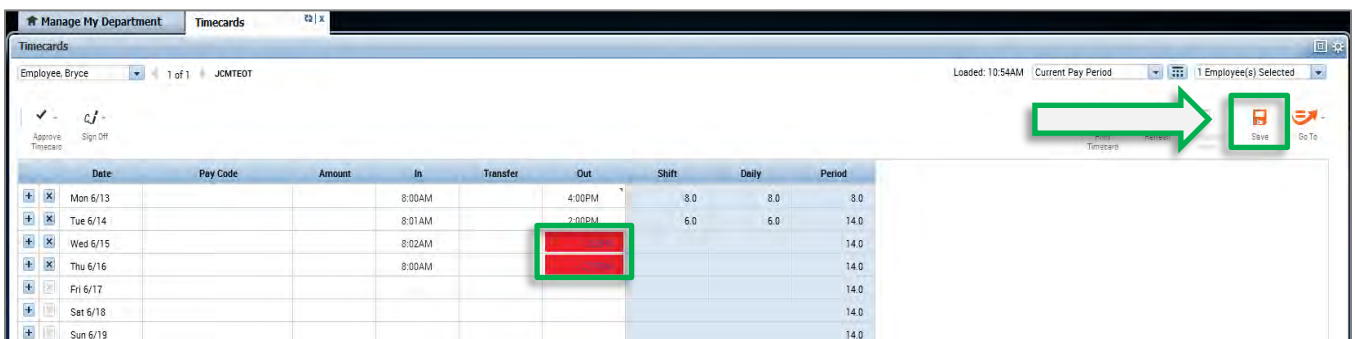 Manage My Department Timecards x
Timecards
Employee, Bryce 1 of 1 JCMTEOT Loaded: 10:54AM Current Pay Period 1 Employee(s) Selected
Approve Timecard Sign Off Timecard Refresh Save Go To
Date Pay Code Amount In Transfer Out Shift Daily Period
Mon 6/13 8:00AM 4:00PM 8.0 8.0 8.0
Tue 6/14 8:01AM 2:00PM 6.0 6.0 14.0
Wed 6/15 8:02AM 14.0
Thu 6/16 8:00AM 14.0
Fri 6/17 14.0
Sat 6/18 14.0
Sun 6/19 14.0